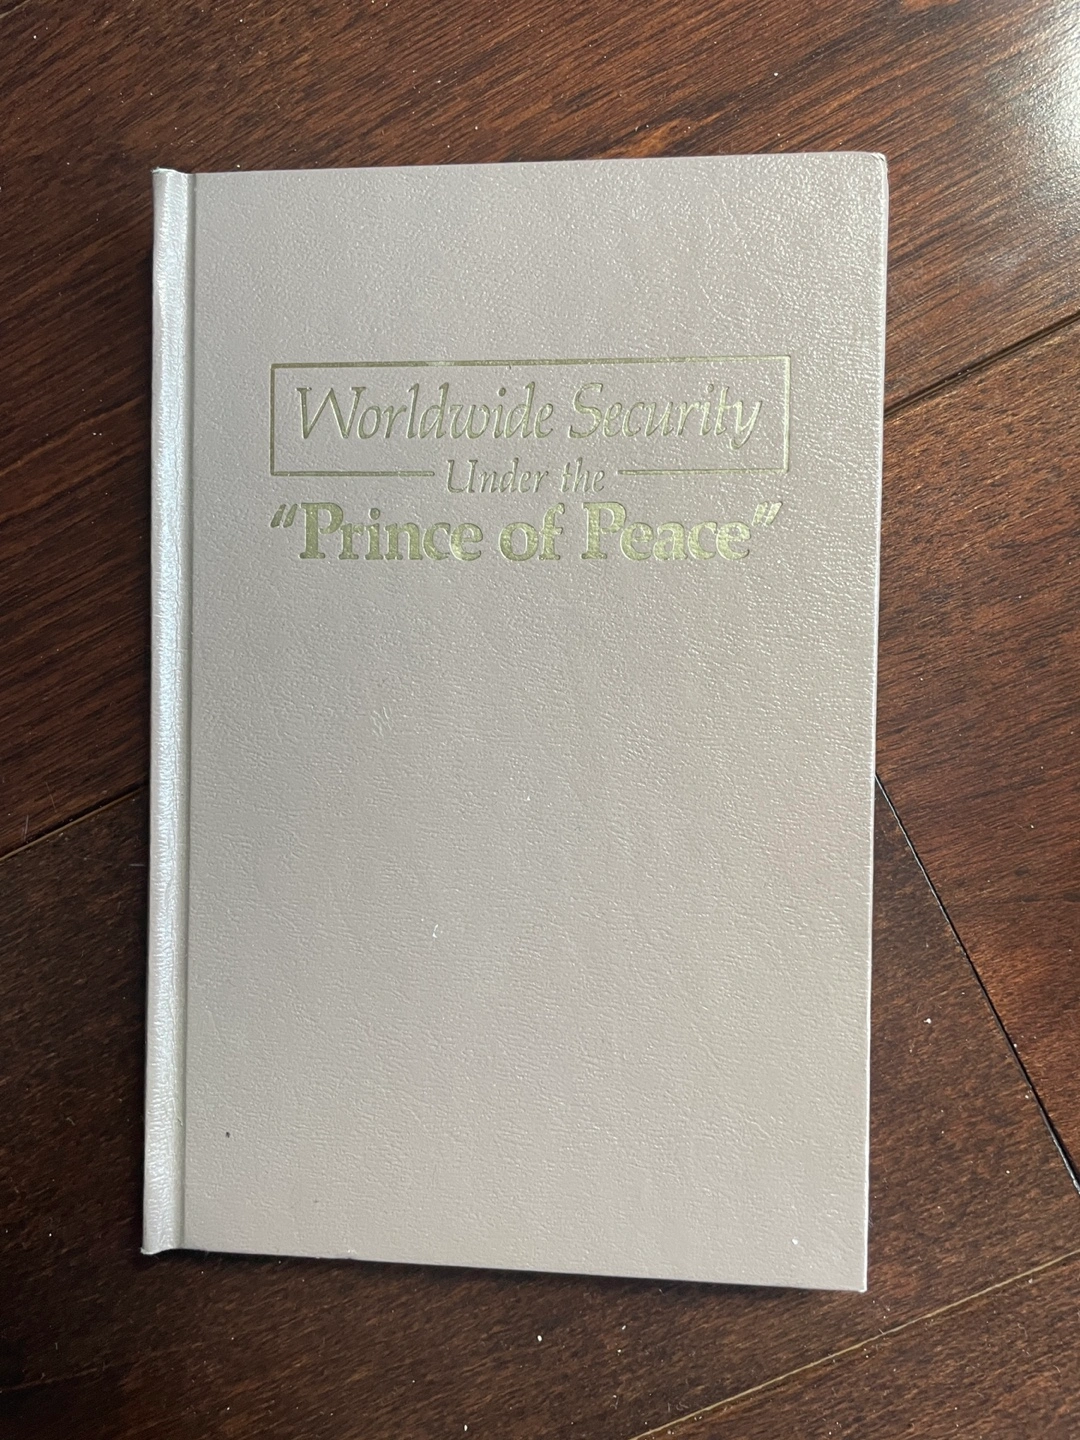 Worldwide Security
Under the
“Prince of Peace”